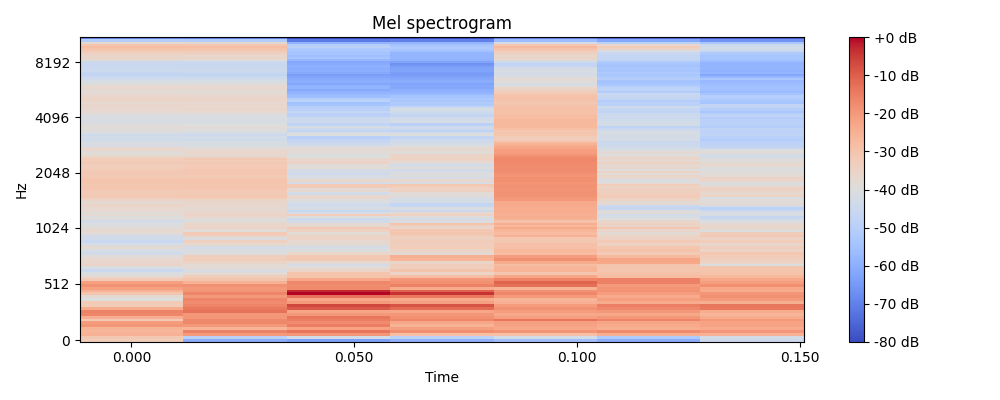 Mel spectrogram
Hz
8192
4096
2048
1024
512
0
0.000
0.050
0.100
0.150
Time
+0 dB
-10 dB
-20 dB
-30 dB
-40 dB
-50 dB
-60 dB
-70 dB
-80 dB